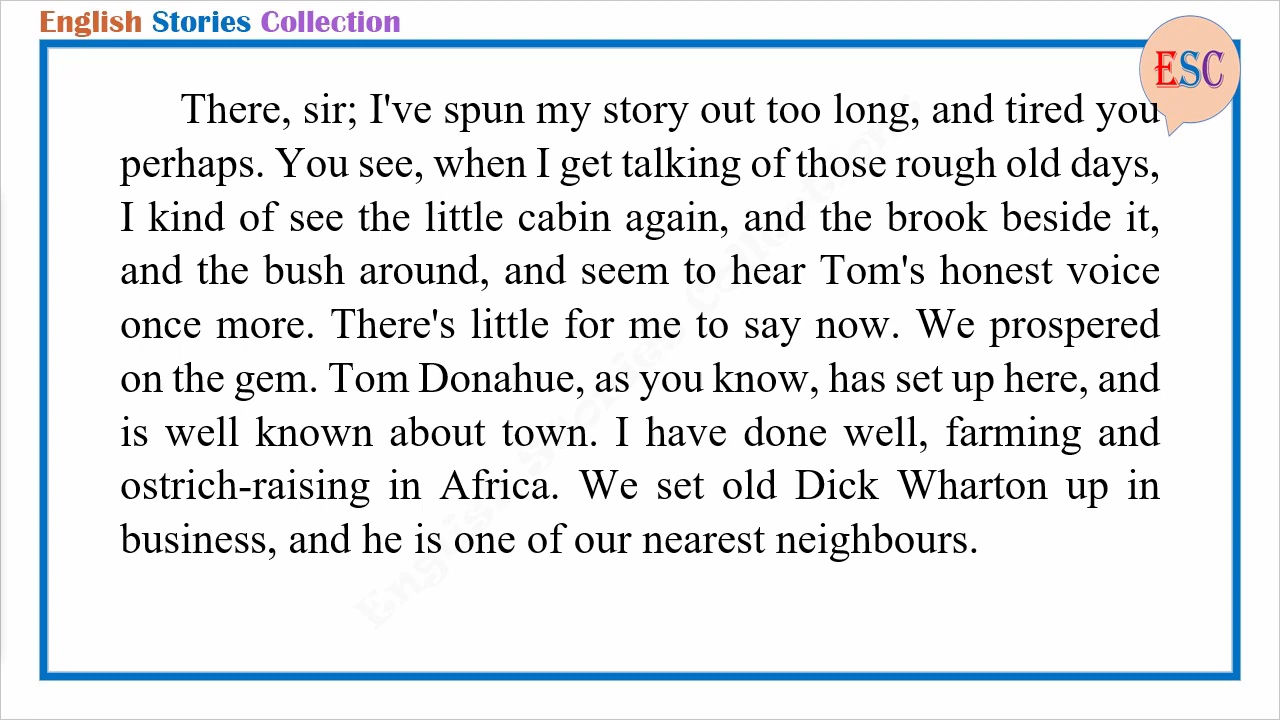 English Stories Collection
ESC
There, sir; I've spun my story out too long, and tired you
perhaps. You see, when I get talking of those rough old days,
I kind of see the little cabin again, and the brook beside it,
and the bush around, and seem to hear Tom's honest voice
once more. There's little for me to say now. We prospered
on the gem. Tom Donahue, as you know, has set up here, and
is well known about town. I have done well, farming and
ostrich-raising in Africa. We set old Dick Wharton up in
business, and he is one of our nearest neighbours.
English Stories Collection